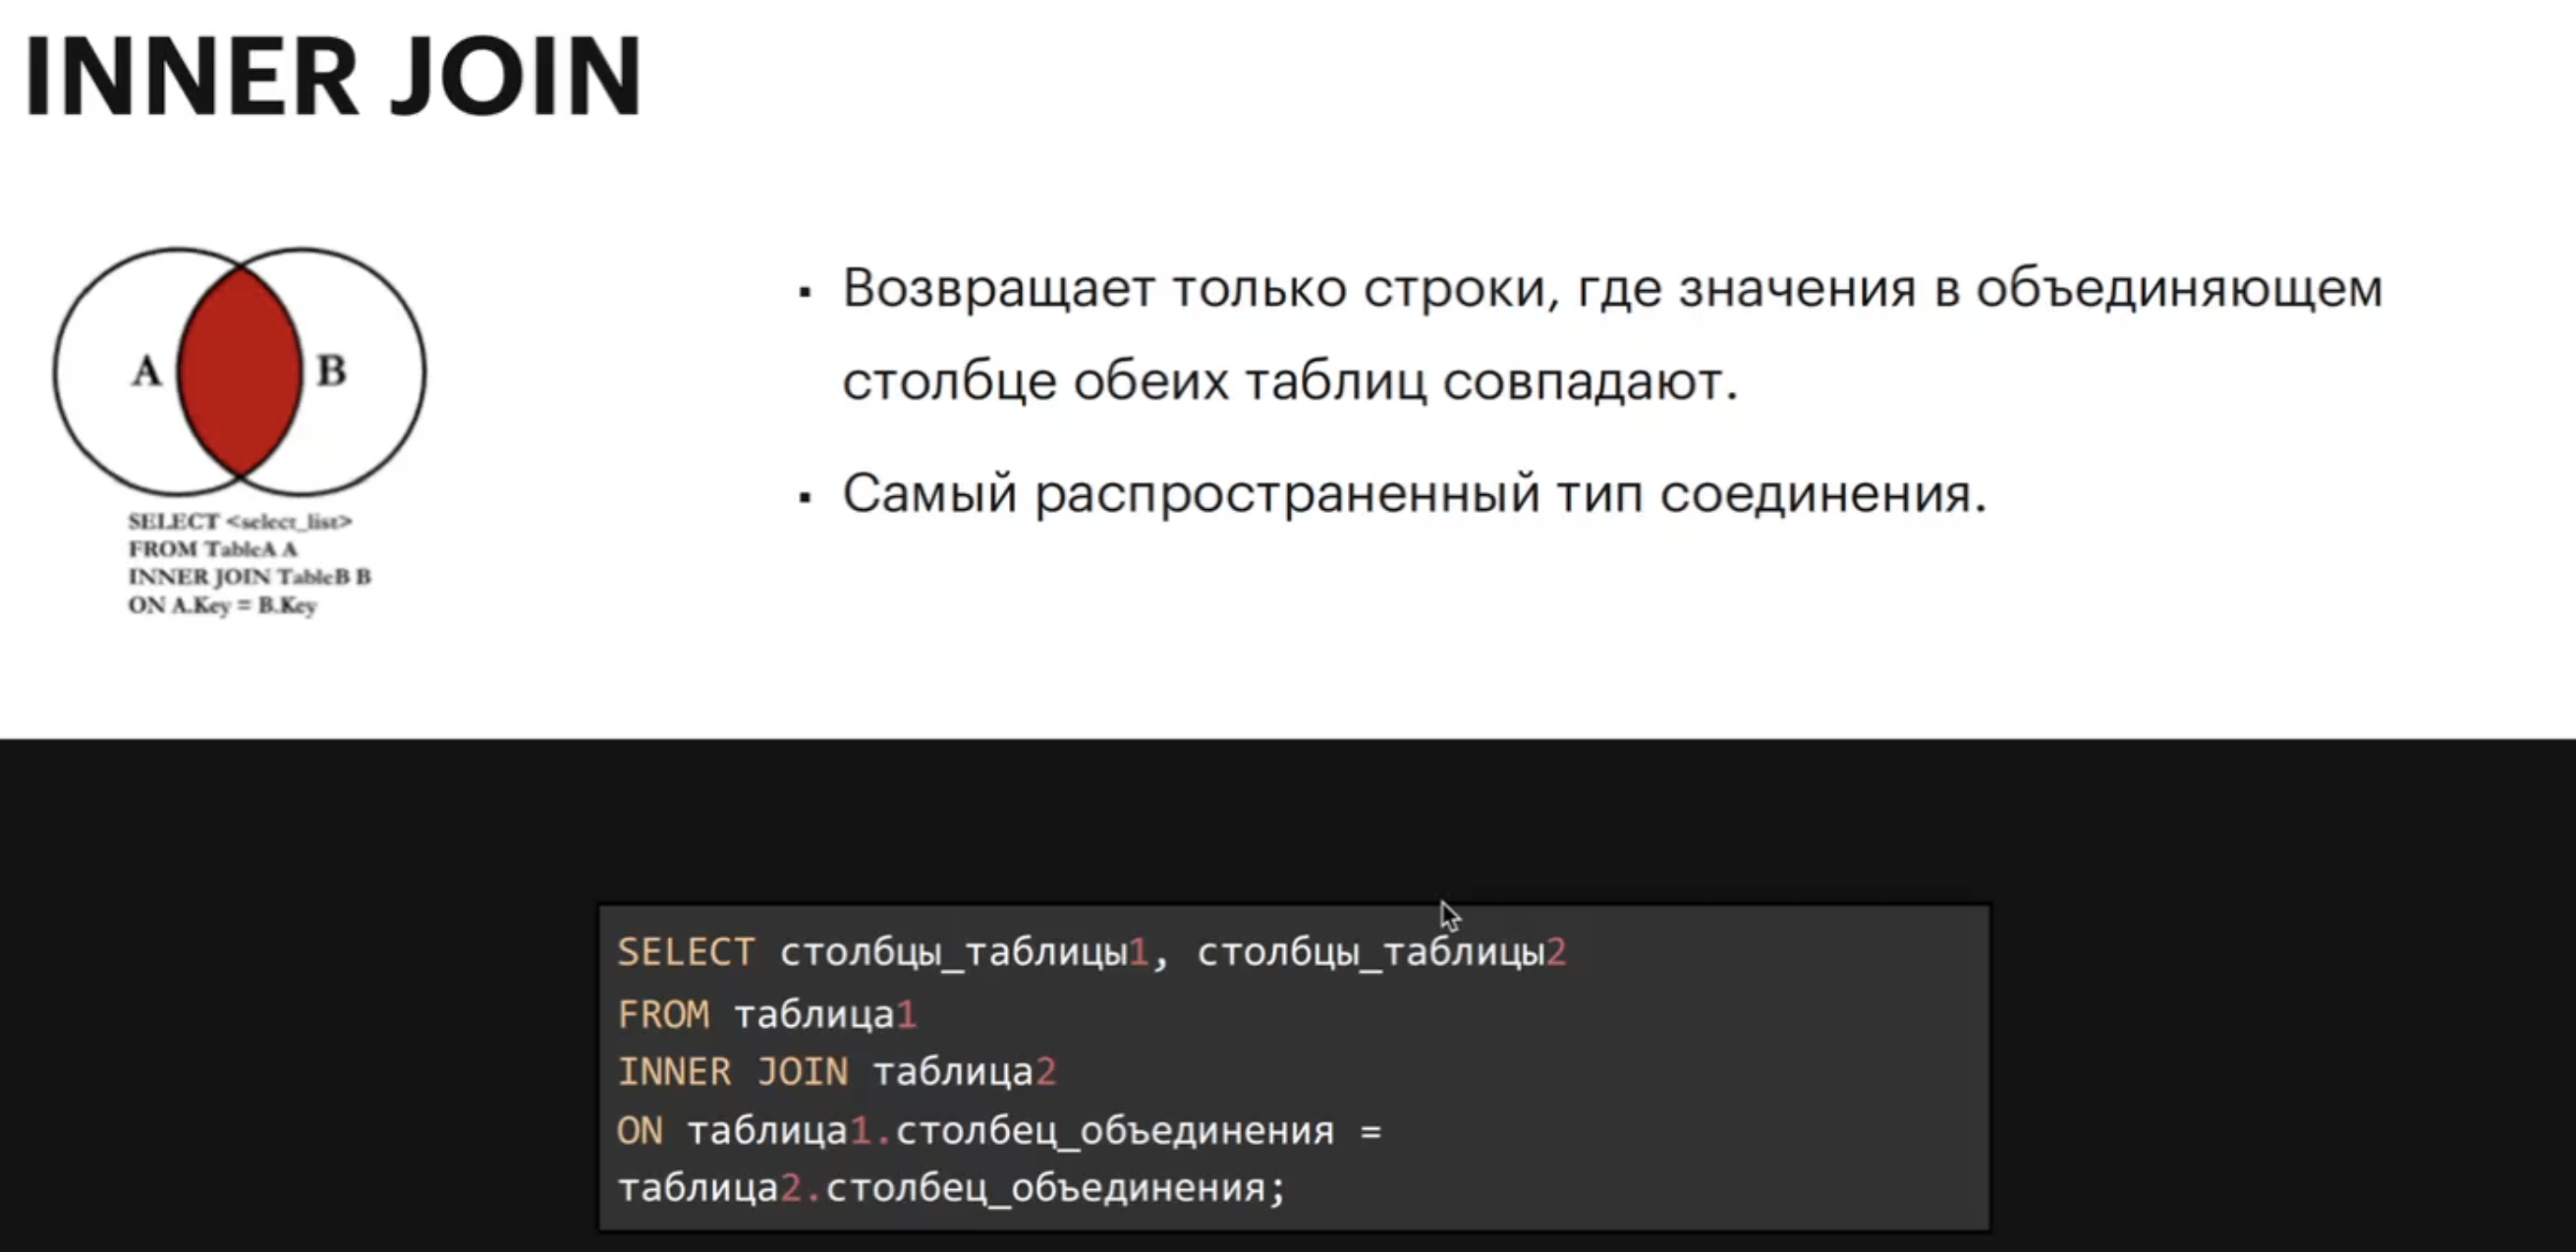 INNER JOIN
A B
SELECT <select_list>
FROM TableA A
INNER JOIN TableB B
ON A.Key = B.Key
▪ Возвращает только строки, где значения в объединяющем
столбце обеих таблиц совпадают.
▪ Самый распространенный тип соединения.
SELECT столбцы_таблицы1, столбцы_таблицы2
FROM таблица1
INNER JOIN таблица2
ON таблица1.столбец_объединения =
таблица2.столбец_объединения;